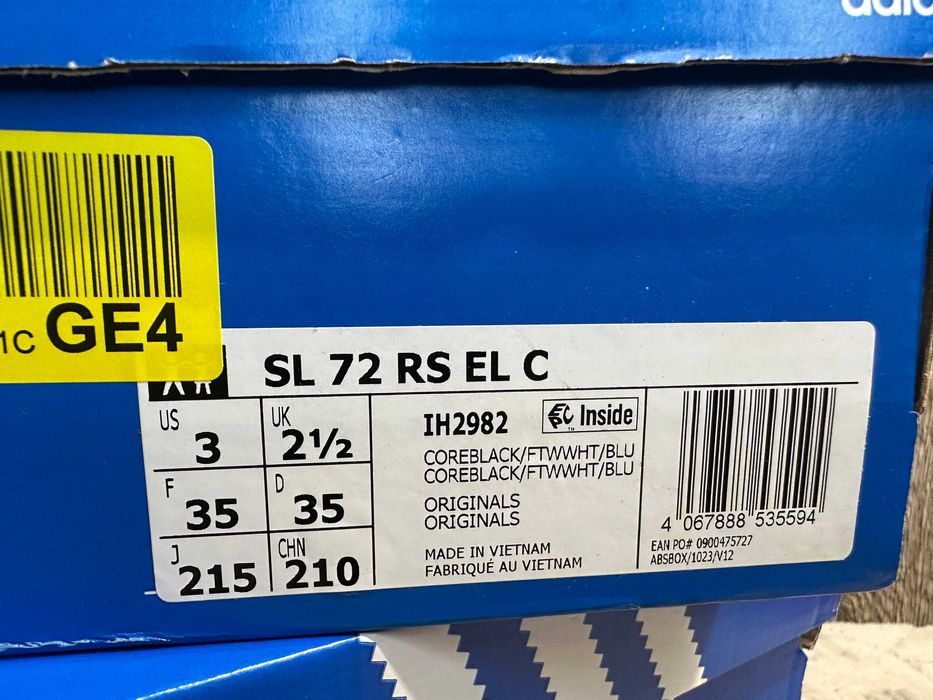 1C GE4
SL 72 RS EL C
US 3
UK 2½
F 35
D 35
J 215
CHN 210
IH2982 EC Inside™
COREBLACK/FTWWHT/BLU
COREBLACK/FTWWHT/BLU
ORIGINALS
ORIGINALS
MADE IN VIETNAM
FABRIQUÉ AU VIETNAM
4 067888 535594
EAN PO# 0900475727
ABSBOX/1023/V12